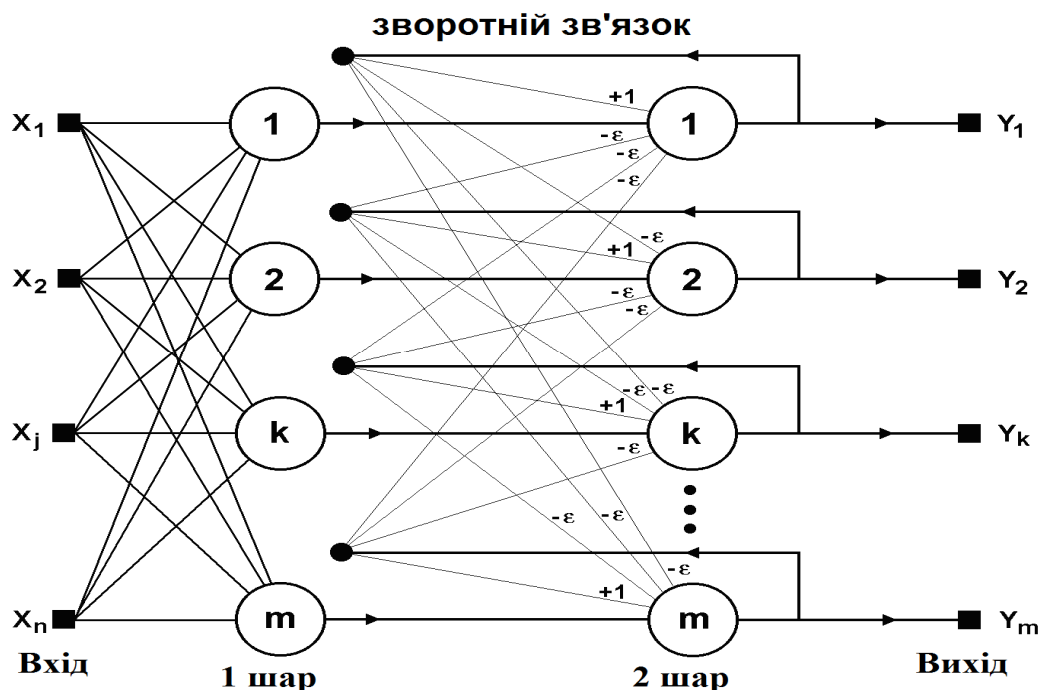 зворотній зв'язок
+1
X1 1 1 Y1
-ε
-ε
-ε
-ε
+1
X2 2 2 Y2
-ε
-ε
-ε -ε
+1
Xj k k Yk
-ε
-ε -ε
-ε
+1
Xn m m Ym
Вхід 1 шар 2 шар Вихід